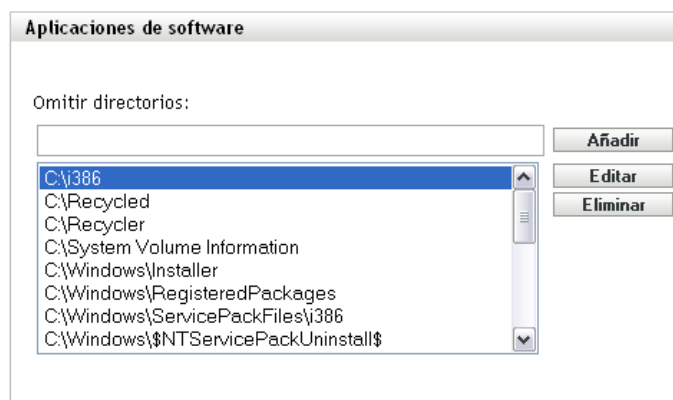 Aplicaciones de software
Omitir directorios:
Añadir
C:\i386
Editar
C:\Recycled
Eliminar
C:\Recycler
C:\System Volume Information
C:\Windows\Installer
C:\Windows\RegisteredPackages
C:\Windows\ServicePackFiles\i386
C:\Windows\$NTServicePackUninstall$